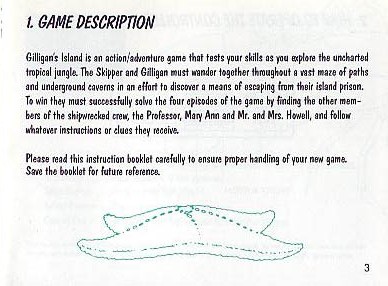 1. GAME DESCRIPTION
Gilligan's Island is an action/adventure game that tests your skills as you explore the uncharted
tropical jungle. The Skipper and Gilligan must wander together throughout a vast maze of paths
and underground caverns in an effort to discover a means of escaping from their island prison.
To win they must successfully solve the four episodes of the game by finding the other mem-
bers of the shipwrecked crew, the Professor, Mary Ann and Mr. and Mrs. Howell, and follow
whatever instructions or clues they receive.
Please read this instruction booklet carefully to ensure proper handling of your new game.
Save the booklet for future reference.
3